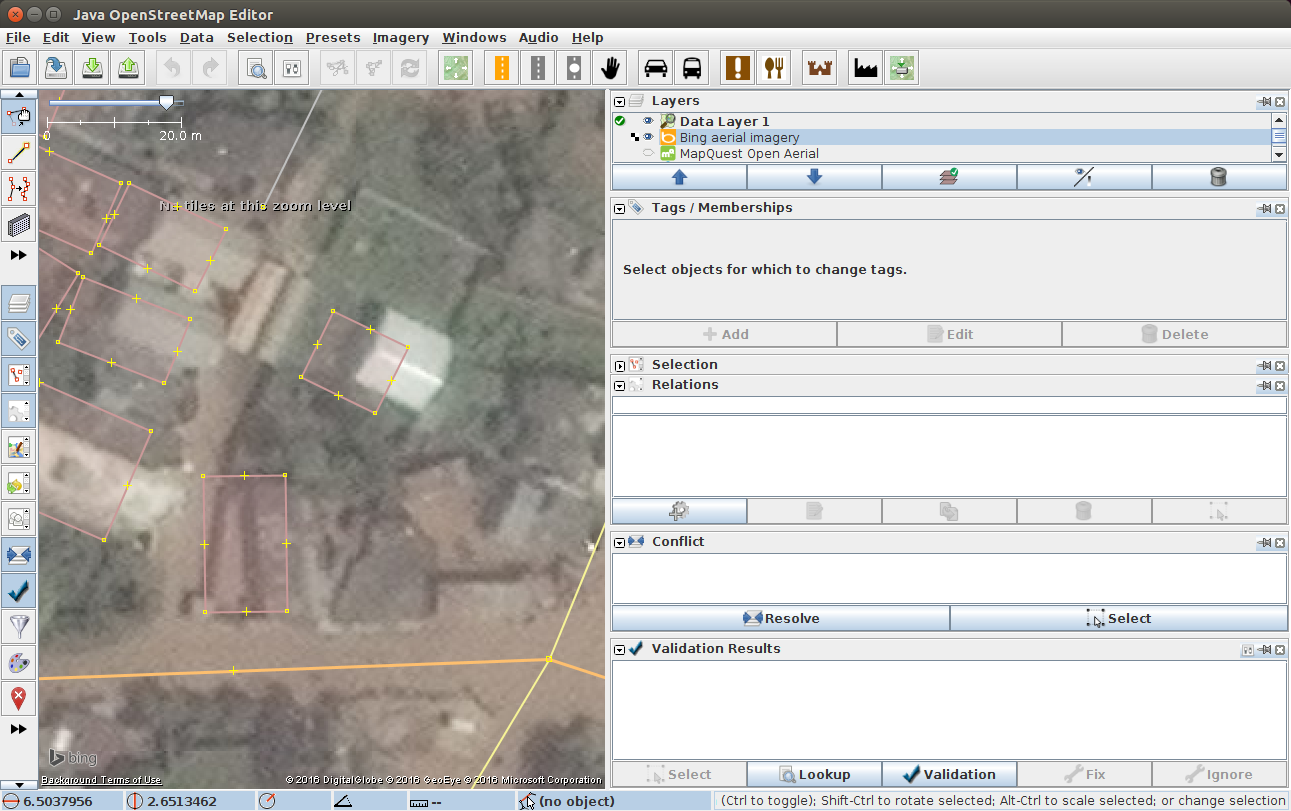 Java OpenStreetMap Editor
File Edit View Tools Data Selection Presets Imagery Windows Audio Help
0
20.0 m
No tiles at this zoom level
bing
Background Terms of Use
© 2016 DigitalGlobe © 2016 GeoEye © 2016 Microsoft Corporation
Layers
Data Layer 1
Bing aerial imagery
MapQuest Open Aerial
Tags / Memberships
Select objects for which to change tags.
Add Edit Delete
Selection
Relations
Conflict
Resolve Select
Validation Results
Select Lookup Validation Fix Ignore
6.5037956 2.6513462 -- (no object) (Ctrl to toggle); Shift-Ctrl to rotate selected; Alt-Ctrl to scale selected; or change selection